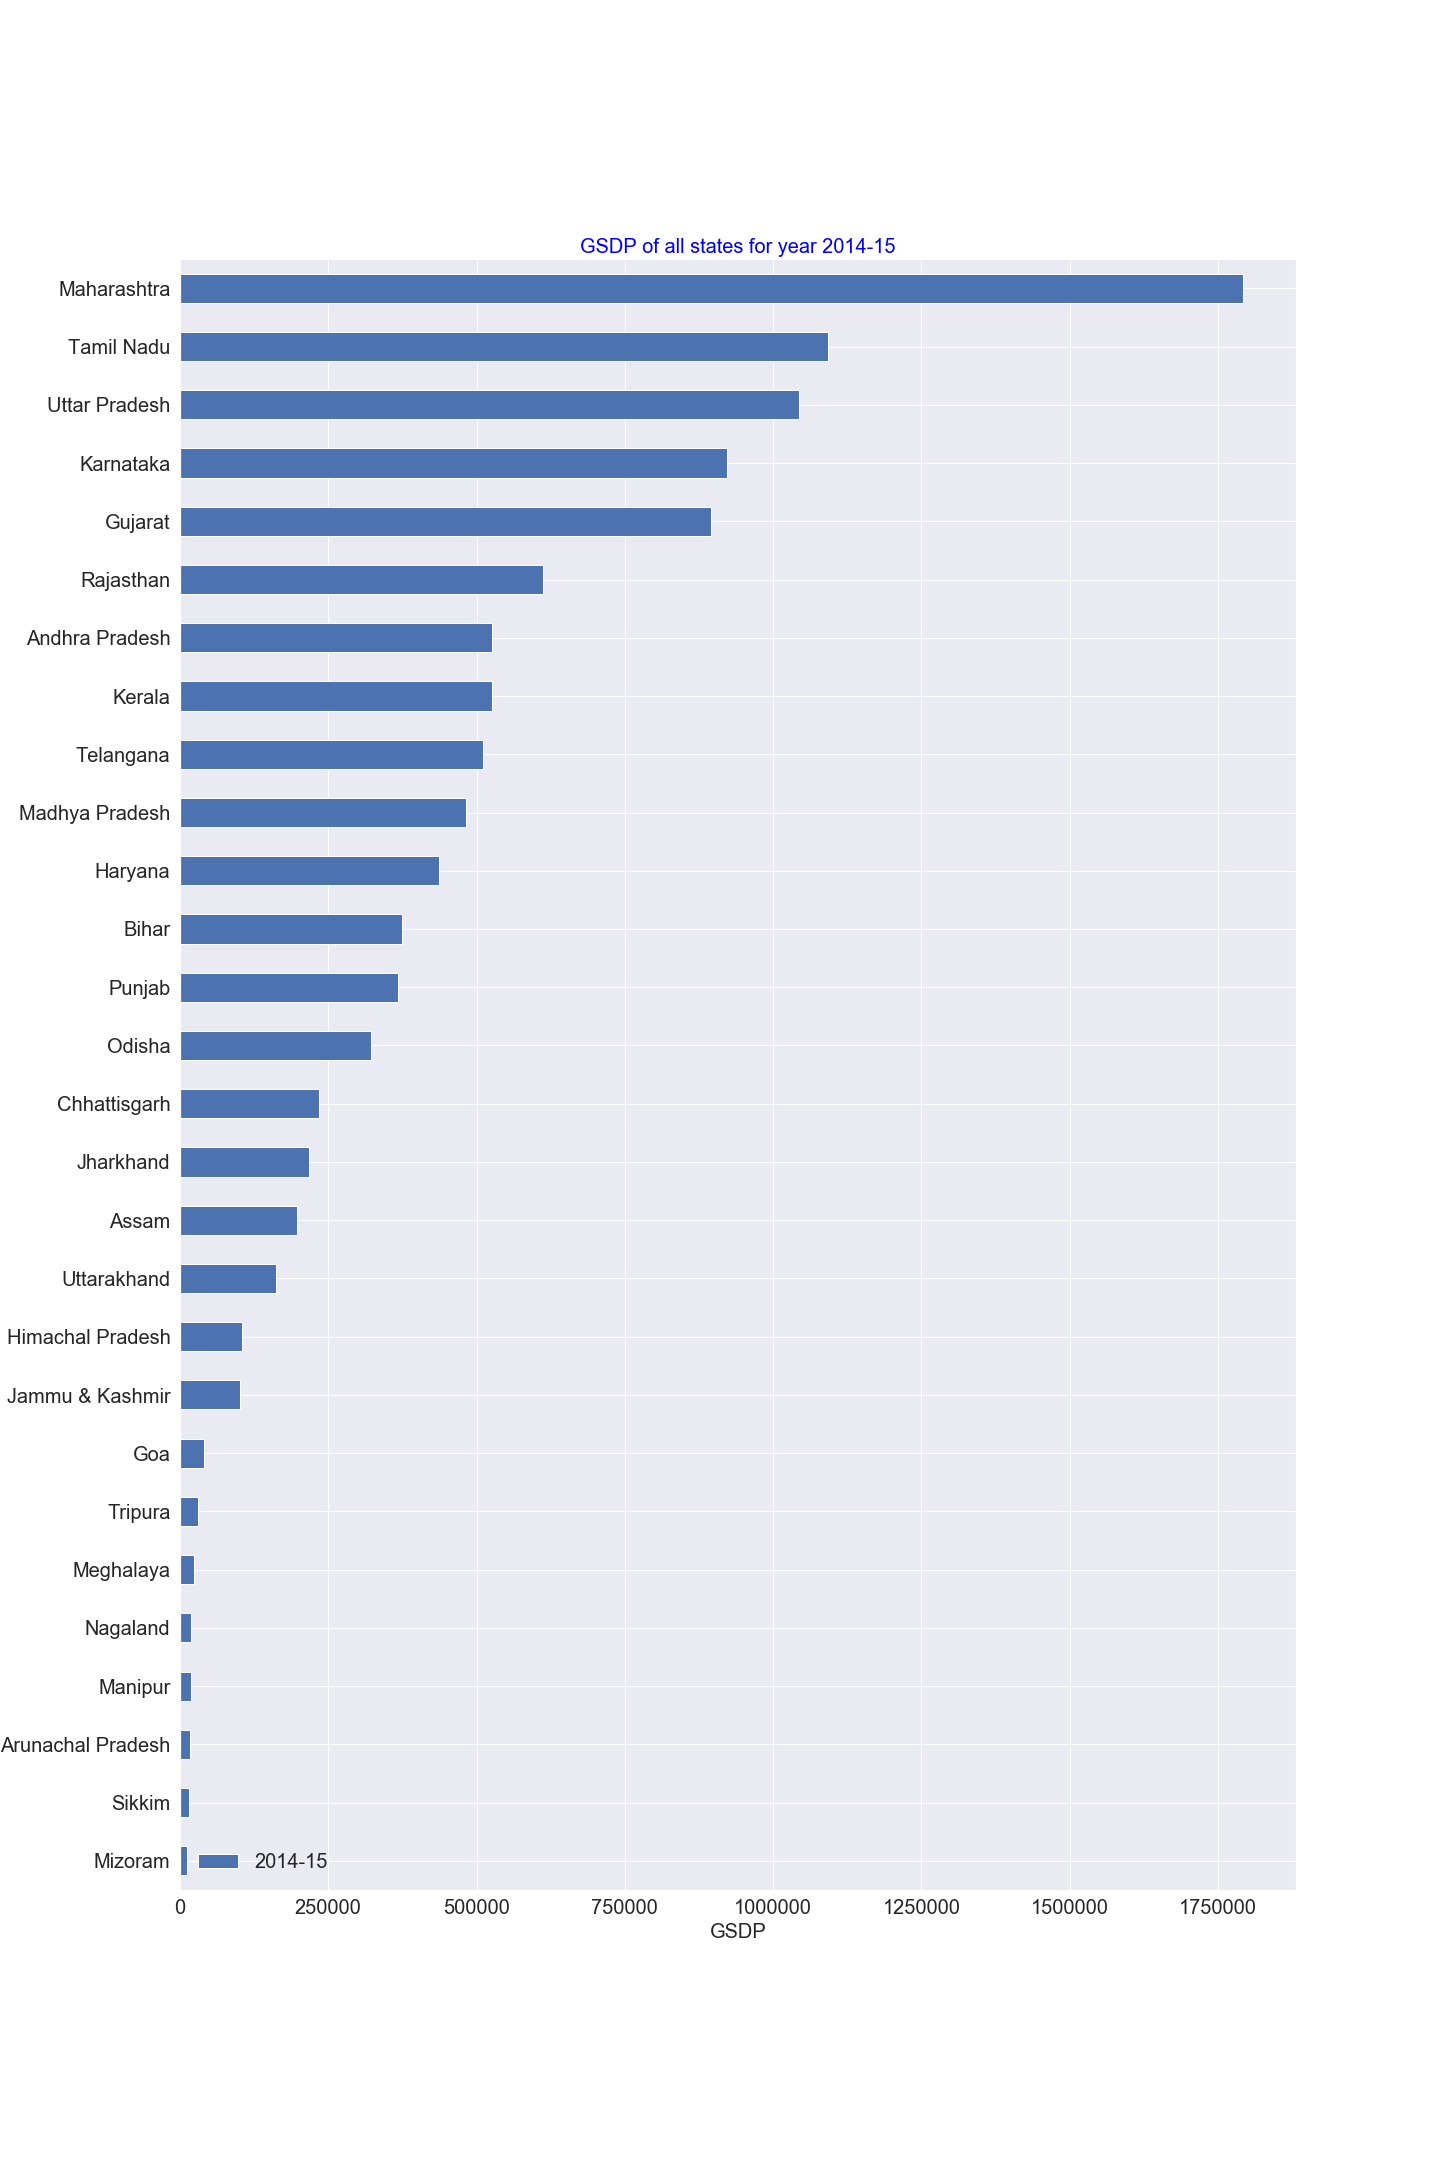 GSDP of all states for year 2014-15
Maharashtra
Tamil Nadu
Uttar Pradesh
Karnataka
Gujarat
Rajasthan
Andhra Pradesh
Kerala
Telangana
Madhya Pradesh
Haryana
Bihar
Punjab
Odisha
Chhattisgarh
Jharkhand
Assam
Uttarakhand
Himachal Pradesh
Jammu & Kashmir
Goa
Tripura
Meghalaya
Nagaland
Manipur
Arunachal Pradesh
Sikkim
Mizoram 2014-15
0 250000 500000 750000 1000000 1250000 1500000 1750000
GSDP